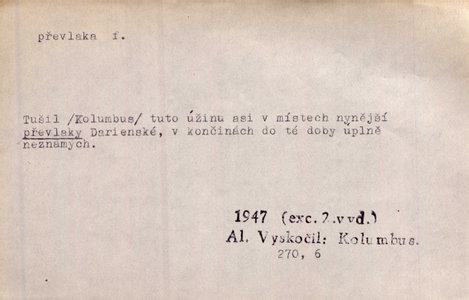 převlaka f.
Tušil /Kolumbus/ tuto úžinu asi v místech nynější
převlaky Darienské, v končinách do té doby úplně
neznámých.
1947 (exc. 2.vyd.)
Al. Vyskočil: Kolumbus.
270, 6